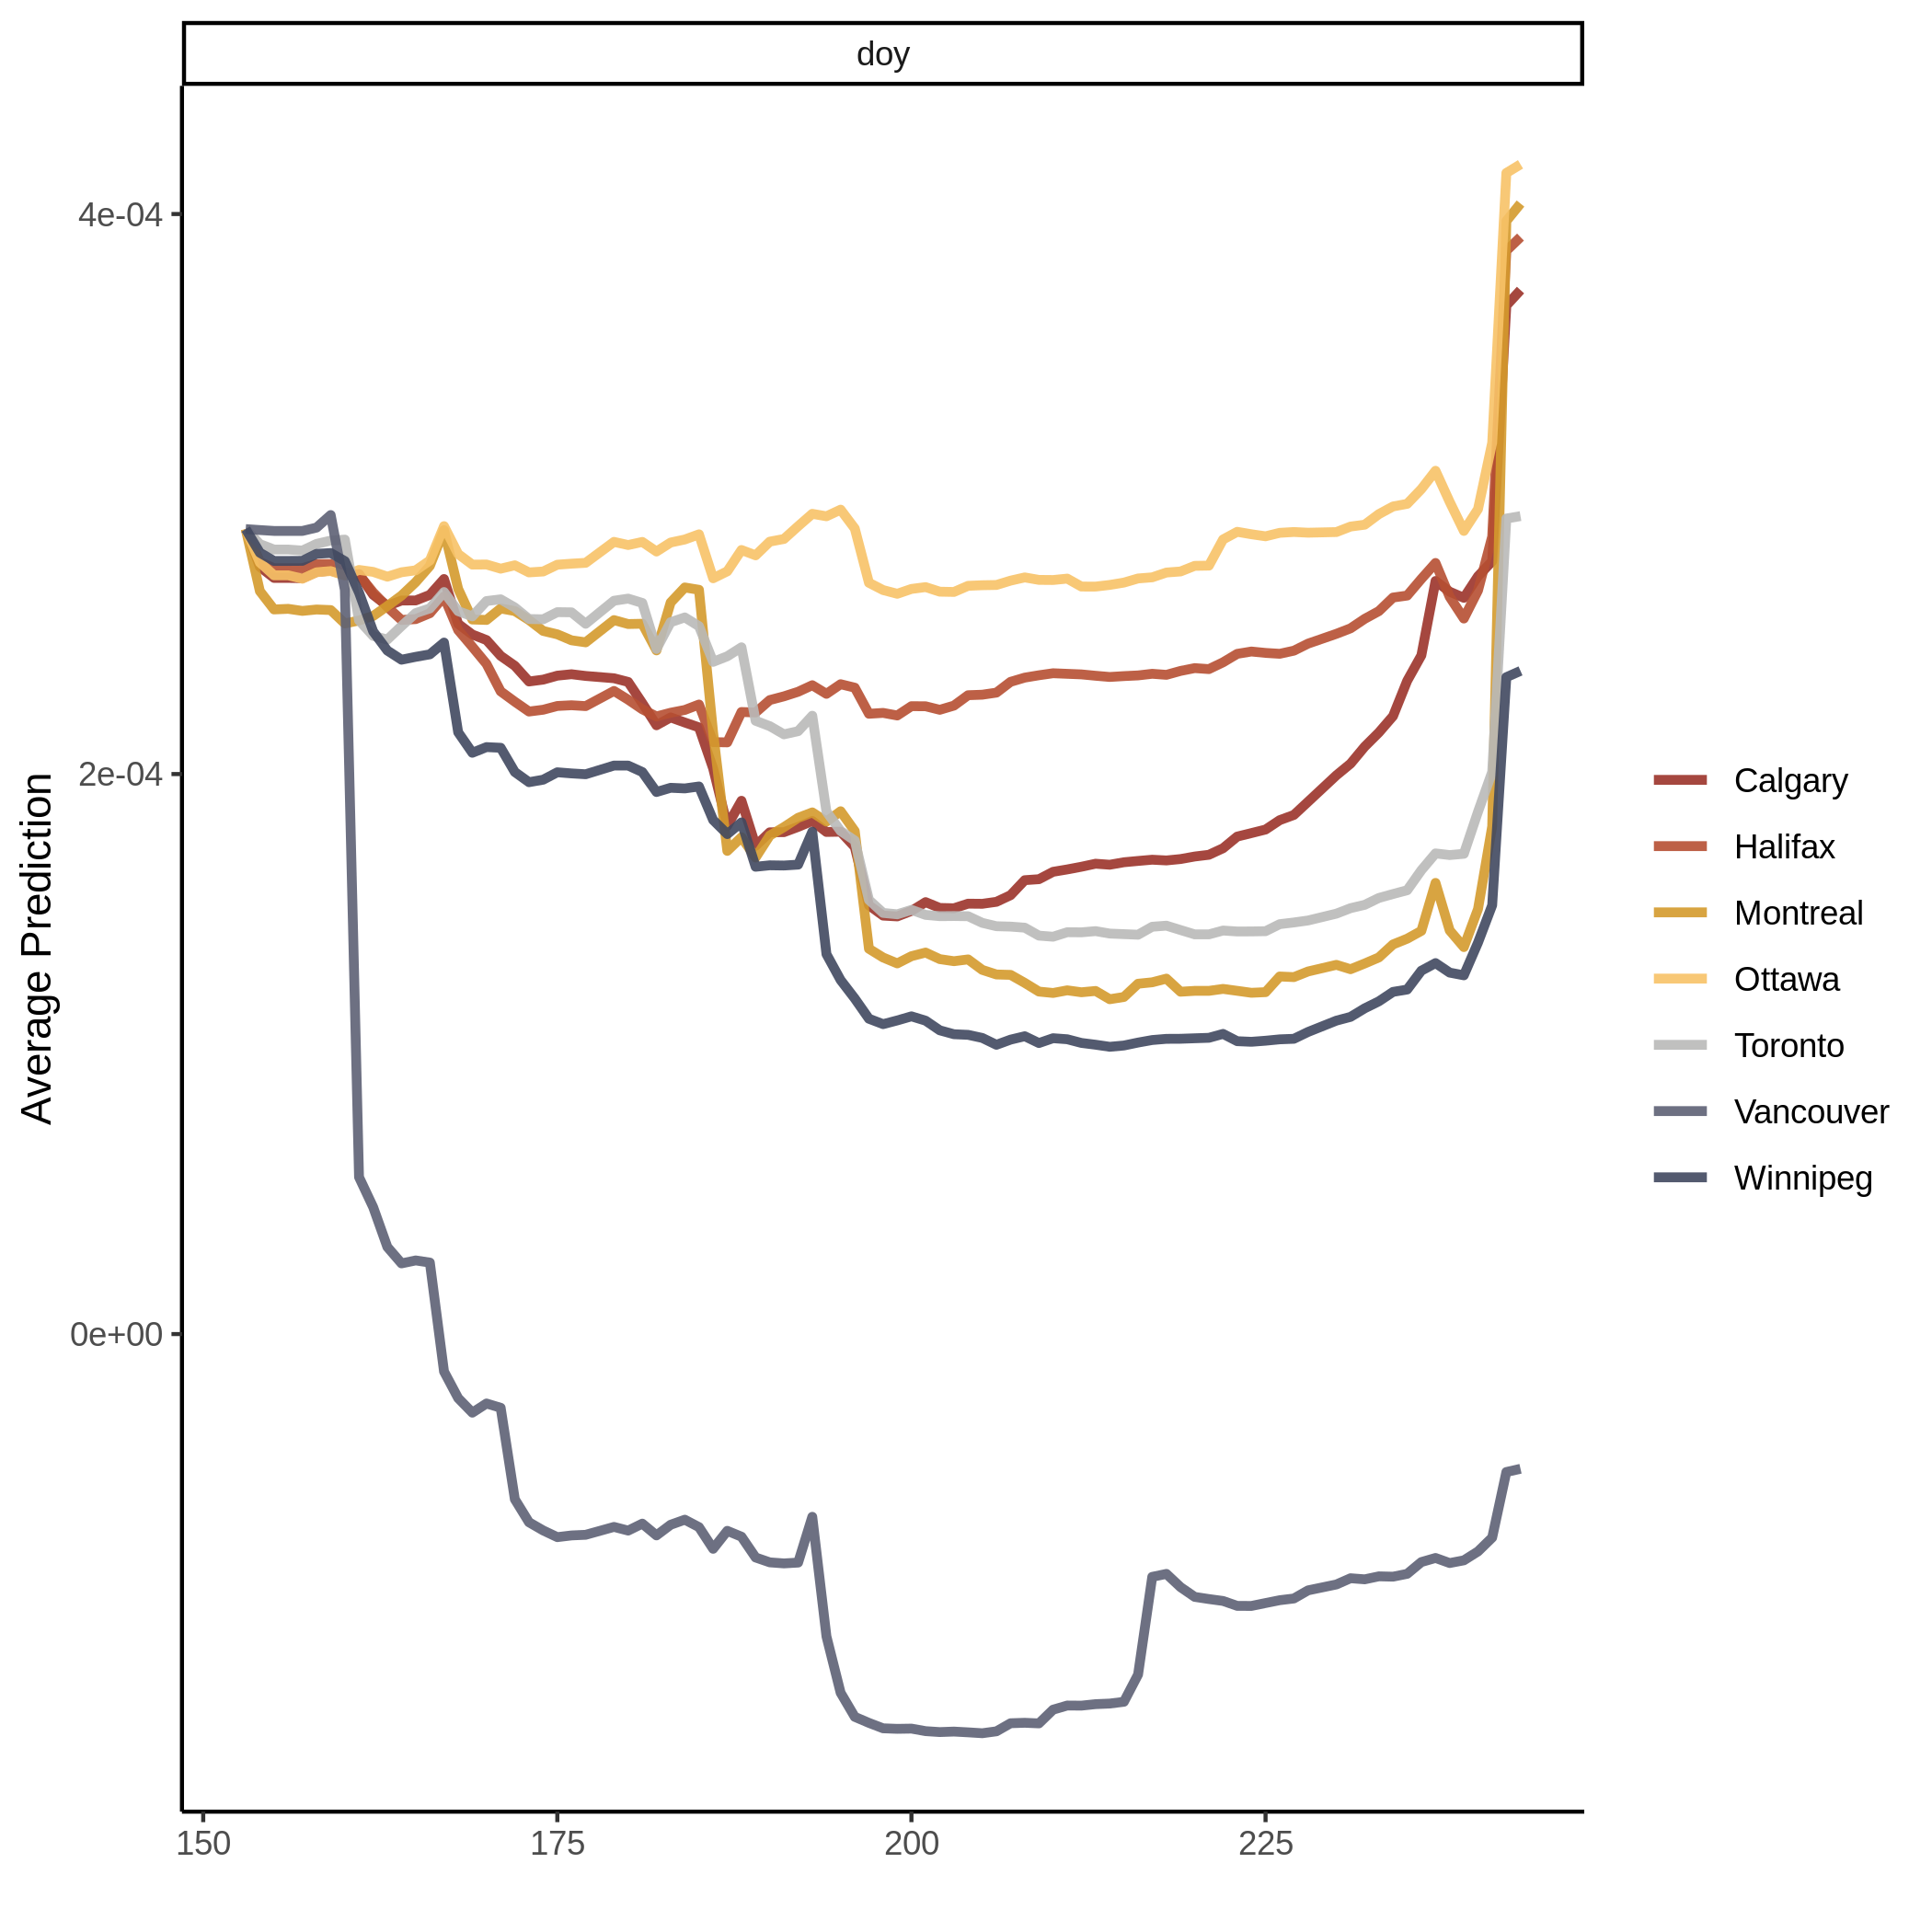 doy
Average Prediction
4e-04
2e-04
0e+00
150
175
200
225
Calgary
Halifax
Montreal
Ottawa
Toronto
Vancouver
Winnipeg